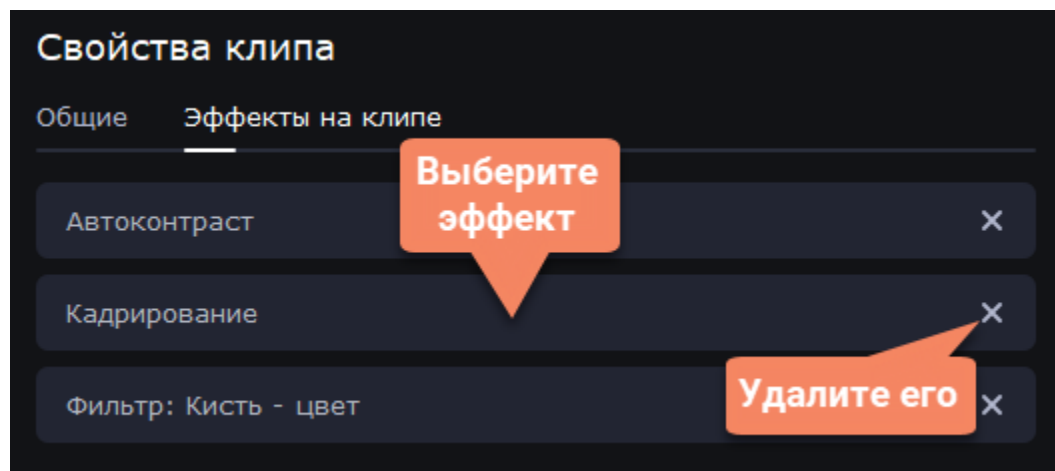 Свойства клипа
Общие Эффекты на клипе
Выберите
эффект
Автоконтраст
Кадрирование
Удалите его
Фильтр: Кисть - цвет